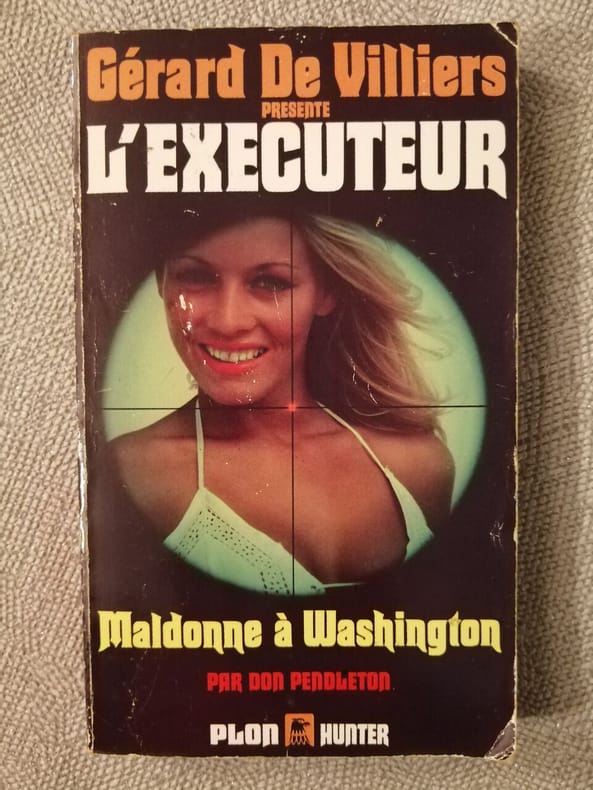 Gérard De Villiers
PRESENTE
L'EXECUTEUR
Maldonne à Washington
PAR DON PENDLETON
PLON HUNTER